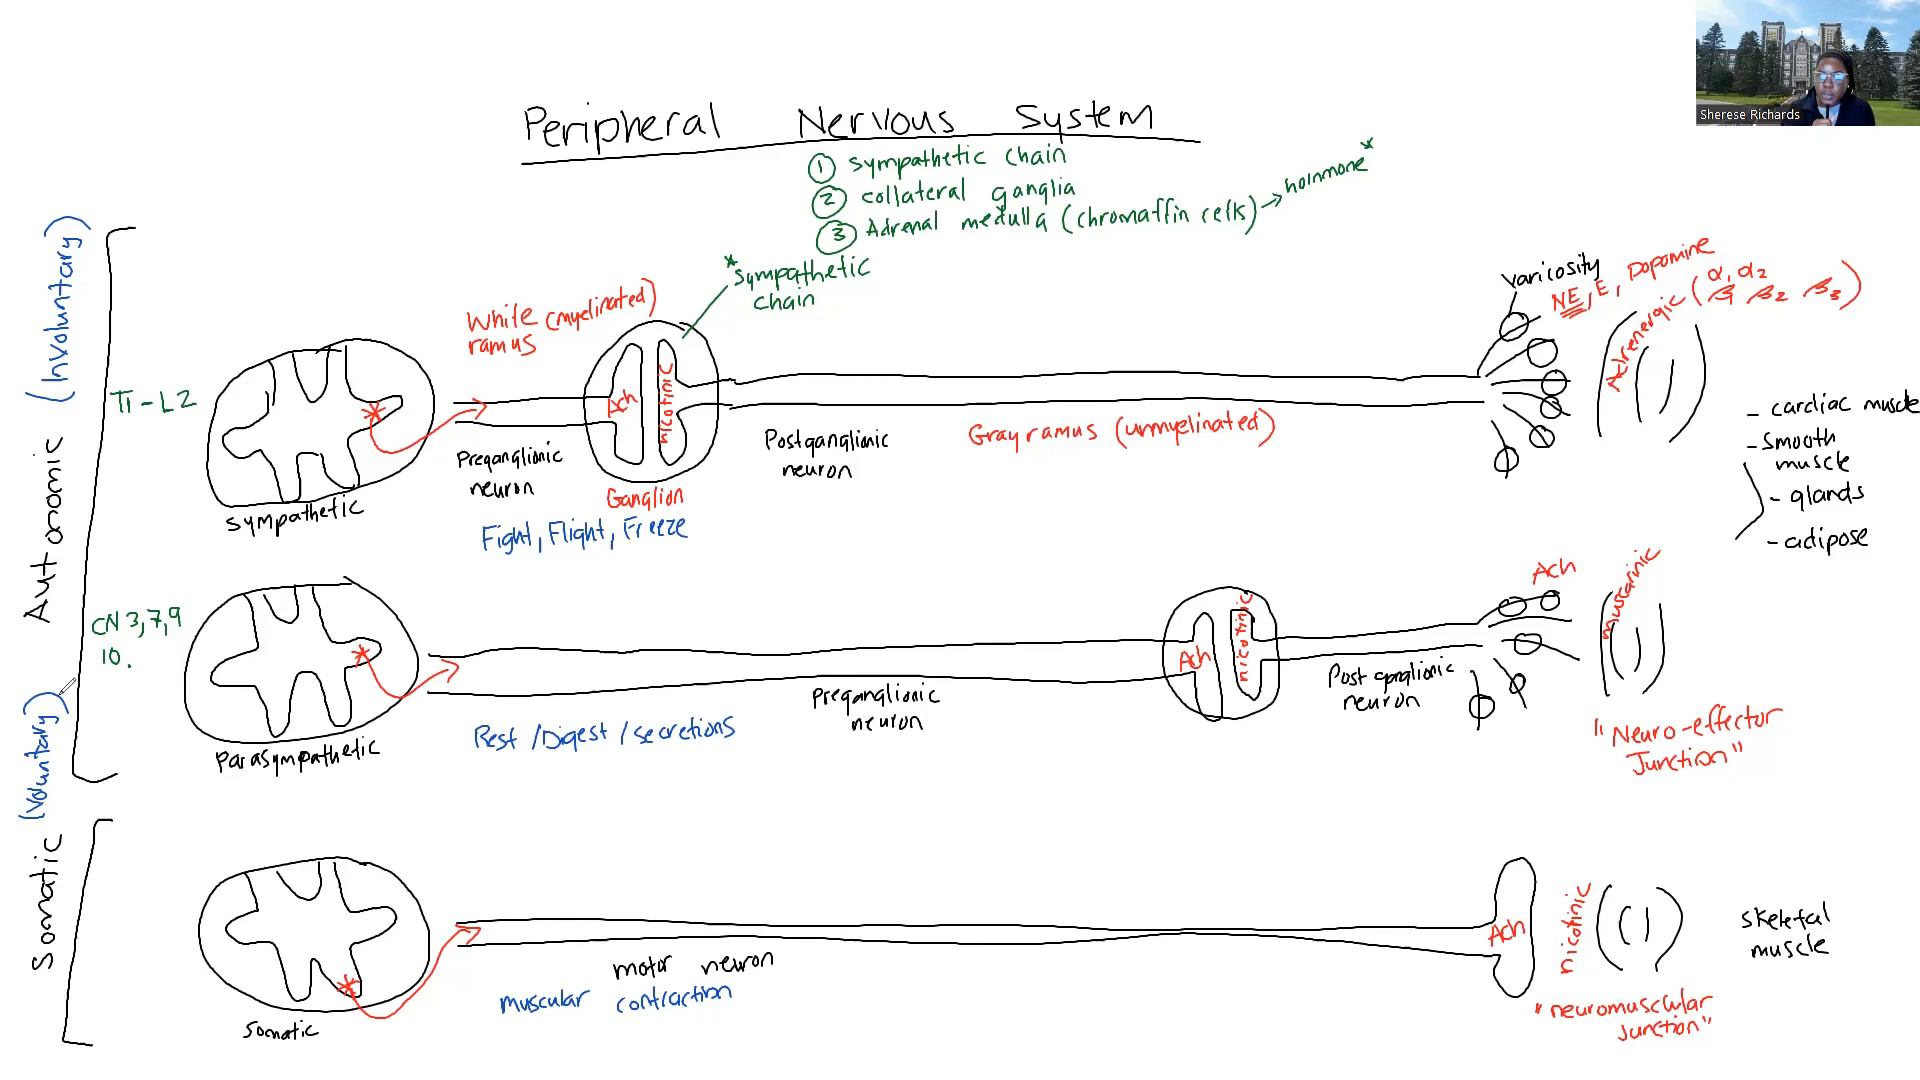 Sherese Richards
Peripheral Nervous System
① sympathetic chain
② collateral ganglia
③ Adrenal medulla (chromaffin cells) → hormone*
* sympathetic
chain
White (myelinated)
ramus
T1-L2
Ach
nicotinic
Preganglionic
neuron
Ganglion
Postganglionic
neuron
Gray ramus (unmyelinated)
varicosity
NE, E, Dopamine
Adrenergic (α1 α2
β1 β2 β3)
- cardiac muscle
- smooth
muscle
- glands
- adipose
sympathetic
Fight, Flight, Freeze
Autonomic (Involuntary)
CN 3,7,9
10.
Ach
nicotinic
Preganglionic
neuron
Postganglionic
neuron
Ach
muscarinic
"Neuro-effector
Junction"
parasympathetic
Rest /Digest /secretions
Somatic (Voluntary)
motor neuron
muscular contraction
Ach
nicotinic
skeletal
muscle
"neuromuscular
junction"
Somatic